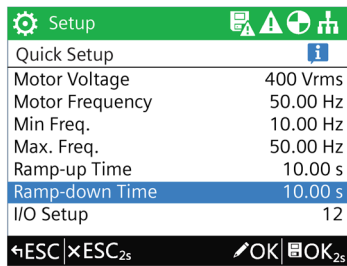 Setup
Quick Setup i
Motor Voltage 400 Vrms
Motor Frequency 50.00 Hz
Min Freq. 10.00 Hz
Max. Freq. 50.00 Hz
Ramp-up Time 10.00 s
Ramp-down Time 10.00 s
I/O Setup 12
ESC ×ESC2s OK OK2s